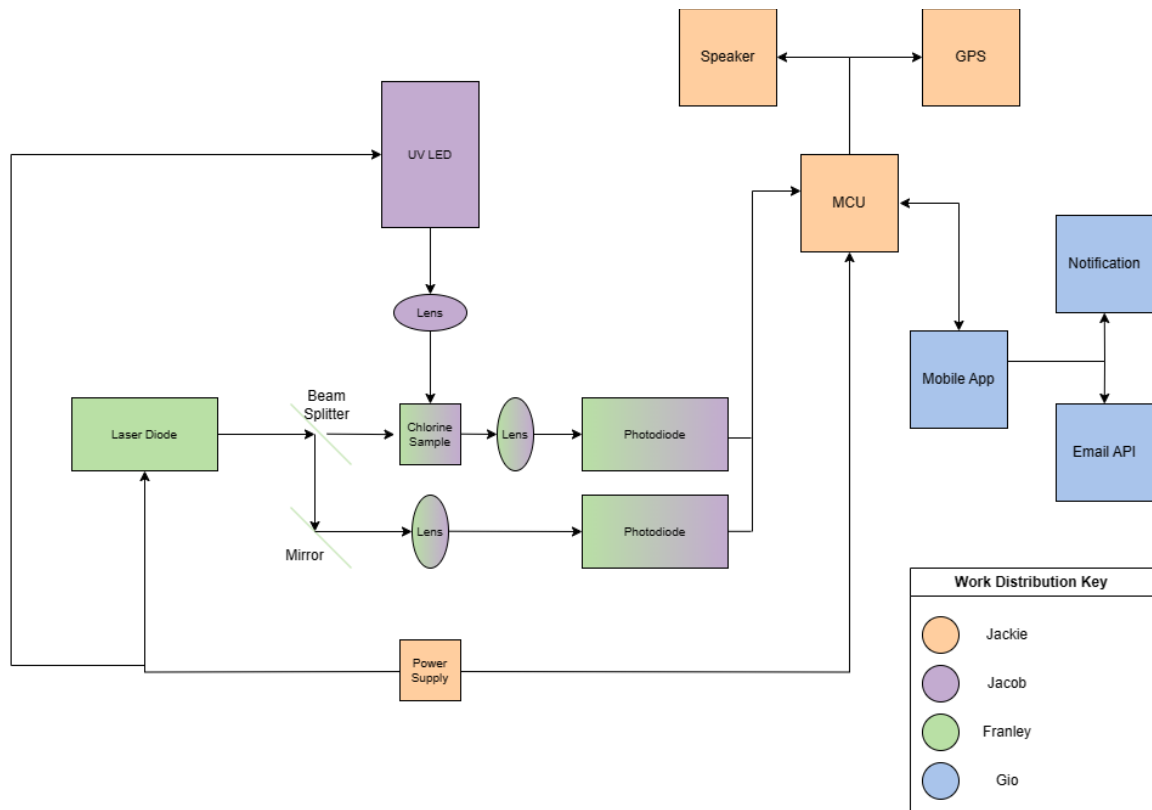 Speaker
GPS
UV LED
MCU
Notification
Lens
Mobile App
Beam
Splitter
Laser Diode
Chlorine
Sample
Lens
Photodiode
Email API
Mirror
Lens
Photodiode
Work Distribution Key
Jackie
Power
Supply
Jacob
Franley
Gio